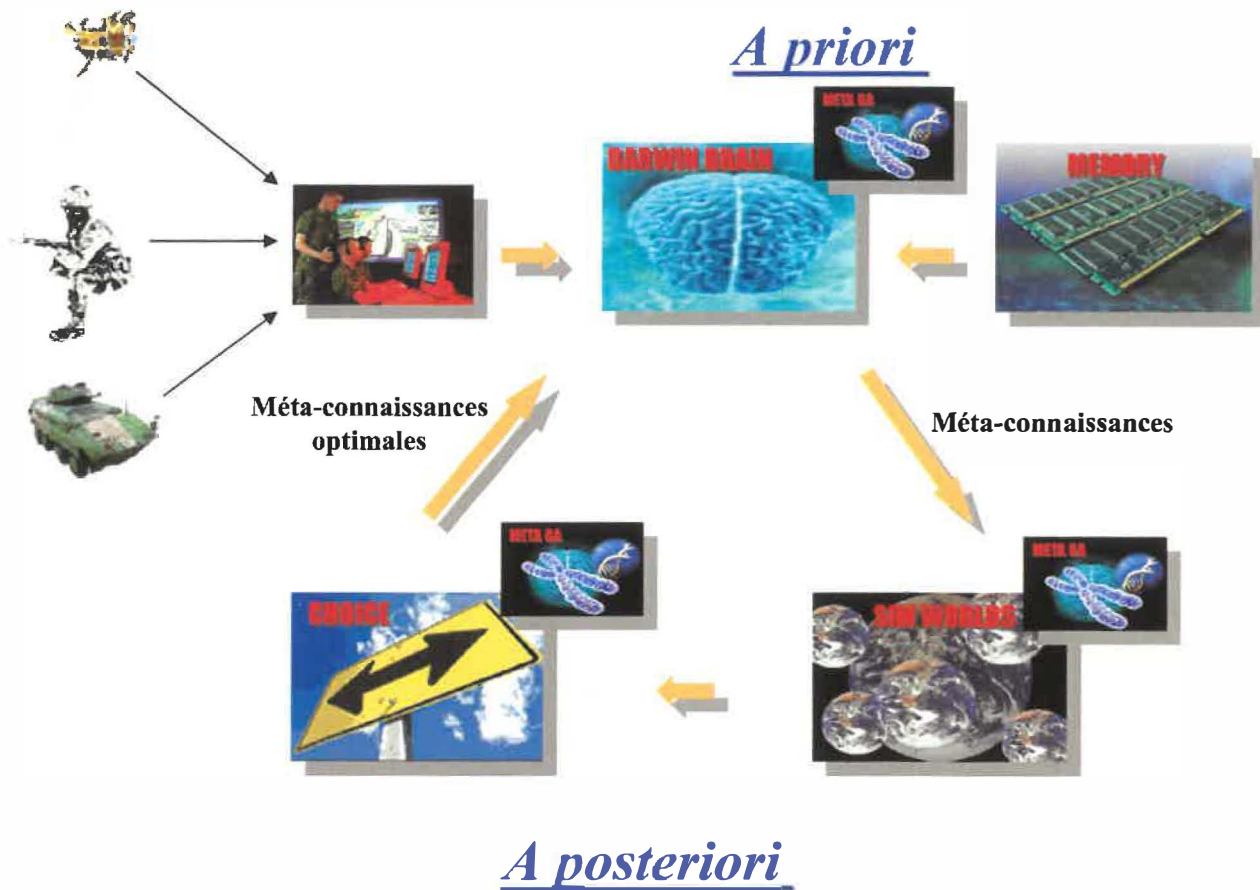 A priori
META GA
DARWIN BRAIN
MEMORY
Méta-connaissances
optimales
Méta-connaissances
META GA
META GA
CHOICE
SIM WORLDS
A posteriori